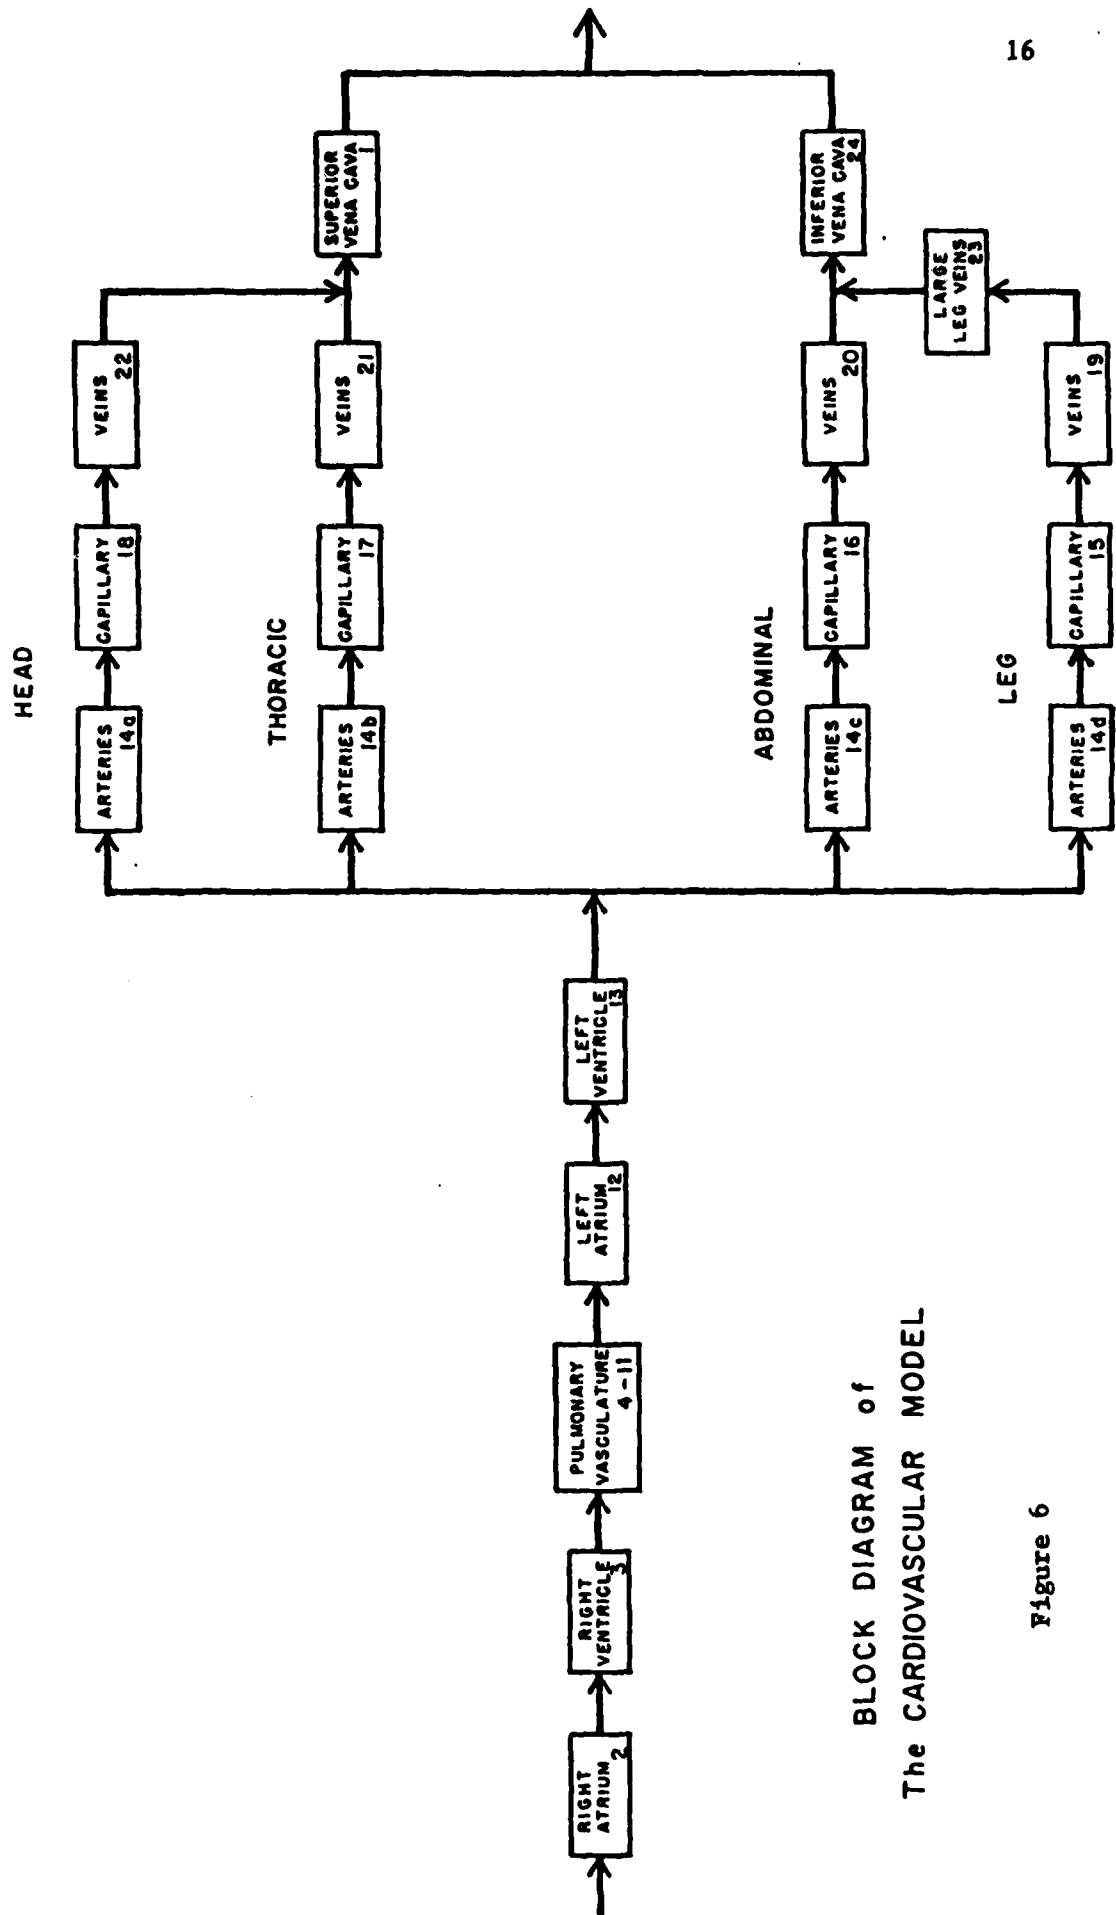 16
HEAD
ARTERIES
14a
CAPILLARY
18
VEINS
22
THORACIC
ARTERIES
14b
CAPILLARY
17
VEINS
21
SUPERIOR
VENA CAVA
1
RIGHT
ATRIUM
2
RIGHT
VENTRICLE
3
PULMONARY
VASCULATURE
4-11
LEFT
ATRIUM
12
LEFT
VENTRICLE
13
ABDOMINAL
ARTERIES
14c
CAPILLARY
16
VEINS
20
INFERIOR
VENA CAVA
24
LARGE
LEG VEINS
23
LEG
ARTERIES
14d
CAPILLARY
15
VEINS
19
BLOCK DIAGRAM of
The CARDIOVASCULAR MODEL
Figure 6